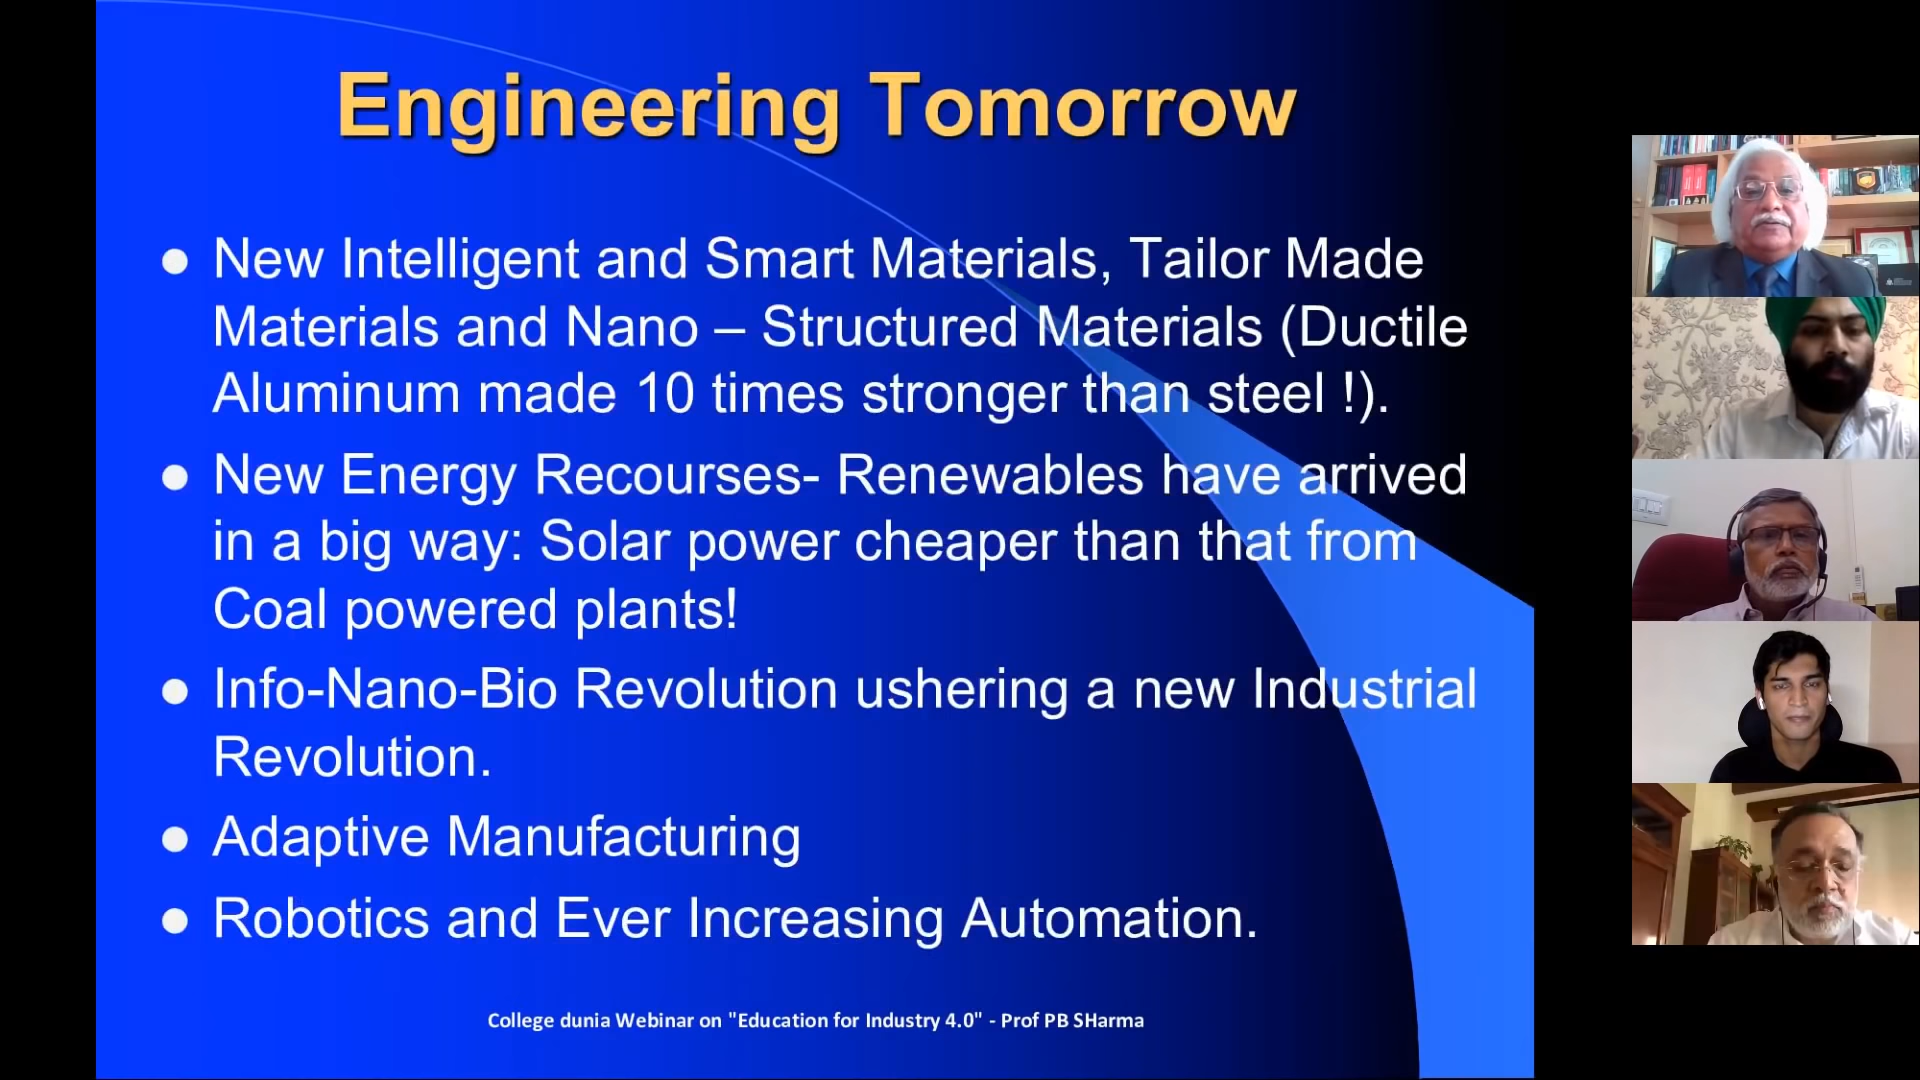 Engineering Tomorrow
● New Intelligent and Smart Materials, Tailor Made
Materials and Nano – Structured Materials (Ductile
Aluminum made 10 times stronger than steel !).
● New Energy Recourses- Renewables have arrived
in a big way: Solar power cheaper than that from
Coal powered plants!
● Info-Nano-Bio Revolution ushering a new Industrial
Revolution.
● Adaptive Manufacturing
● Robotics and Ever Increasing Automation.
College dunia Webinar on "Education for Industry 4.0" - Prof PB SHarma